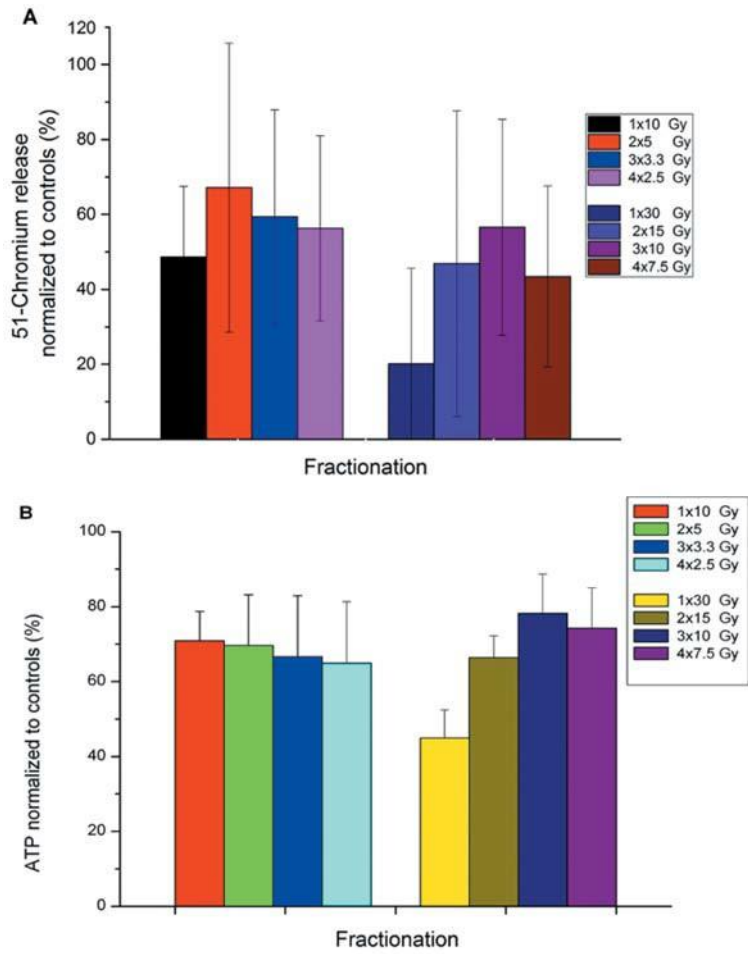 A
120
100
80
60
40
20
0
51-Chromium release
normalized to controls (%)
1x10 Gy
2x5 Gy
3x3.3 Gy
4x2.5 Gy
1x30 Gy
2x15 Gy
3x10 Gy
4x7.5 Gy
Fractionation
B
100
80
60
40
20
0
ATP normalized to controls (%)
1x10 Gy
2x5 Gy
3x3.3 Gy
4x2.5 Gy
1x30 Gy
2x15 Gy
3x10 Gy
4x7.5 Gy
Fractionation